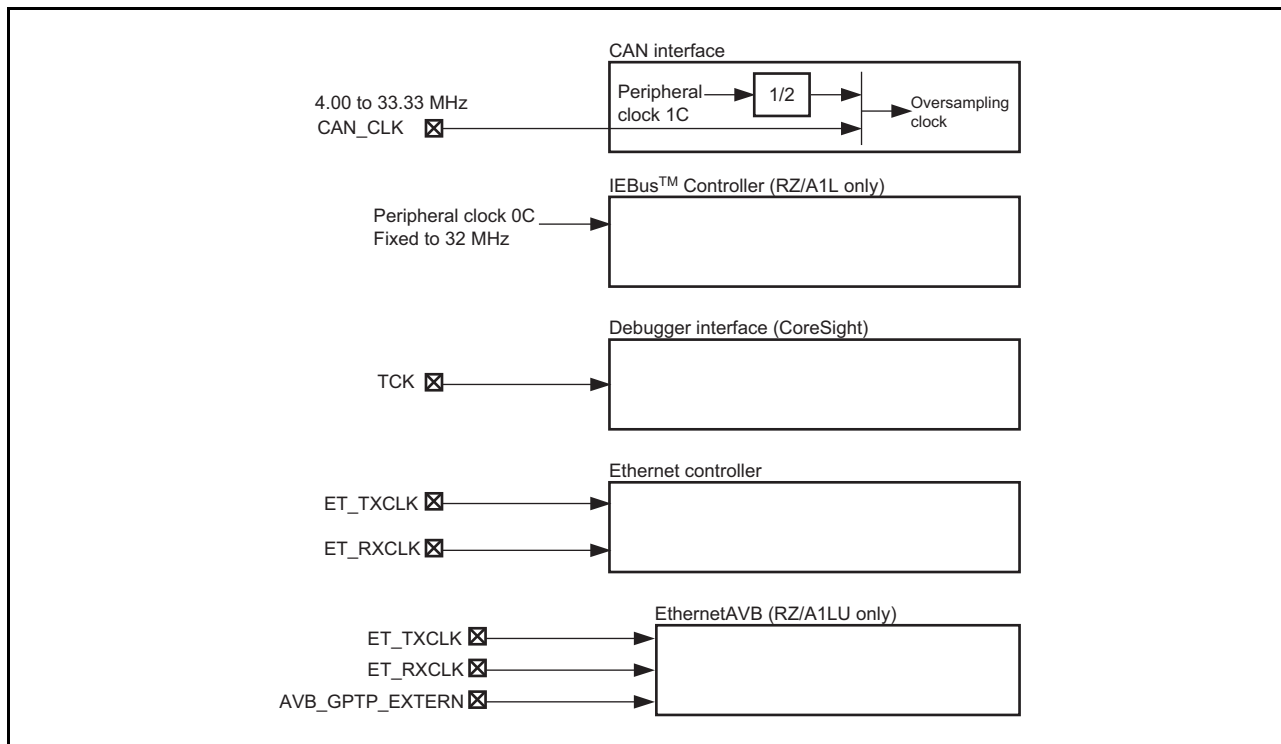 CAN interface
4.00 to 33.33 MHz
CAN_CLK
Peripheral
clock 1C
1/2
Oversampling
clock
IEBus™ Controller (RZ/A1L only)
Peripheral clock 0C
Fixed to 32 MHz
Debugger interface (CoreSight)
TCK
Ethernet controller
ET_TXCLK
ET_RXCLK
EthernetAVB (RZ/A1LU only)
ET_TXCLK
ET_RXCLK
AVB_GPTP_EXTERN